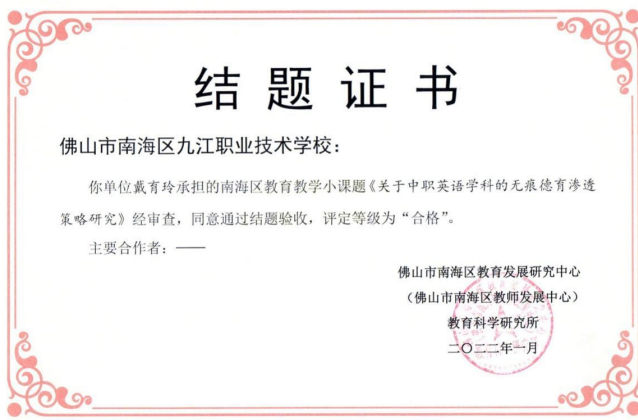 结题证书
佛山市南海区九江职业技术学校：
你单位戴有玲承担的南海区教育教学小课题《关于中职英语学科的无痕德育渗透
策略研究》经审查，同意通过结题验收，评定等级为“合格”。
主要合作者：——
佛山市南海区教育发展研究中心
（佛山市南海区教师发展中心）
教育科学研究所
二〇二二年一月